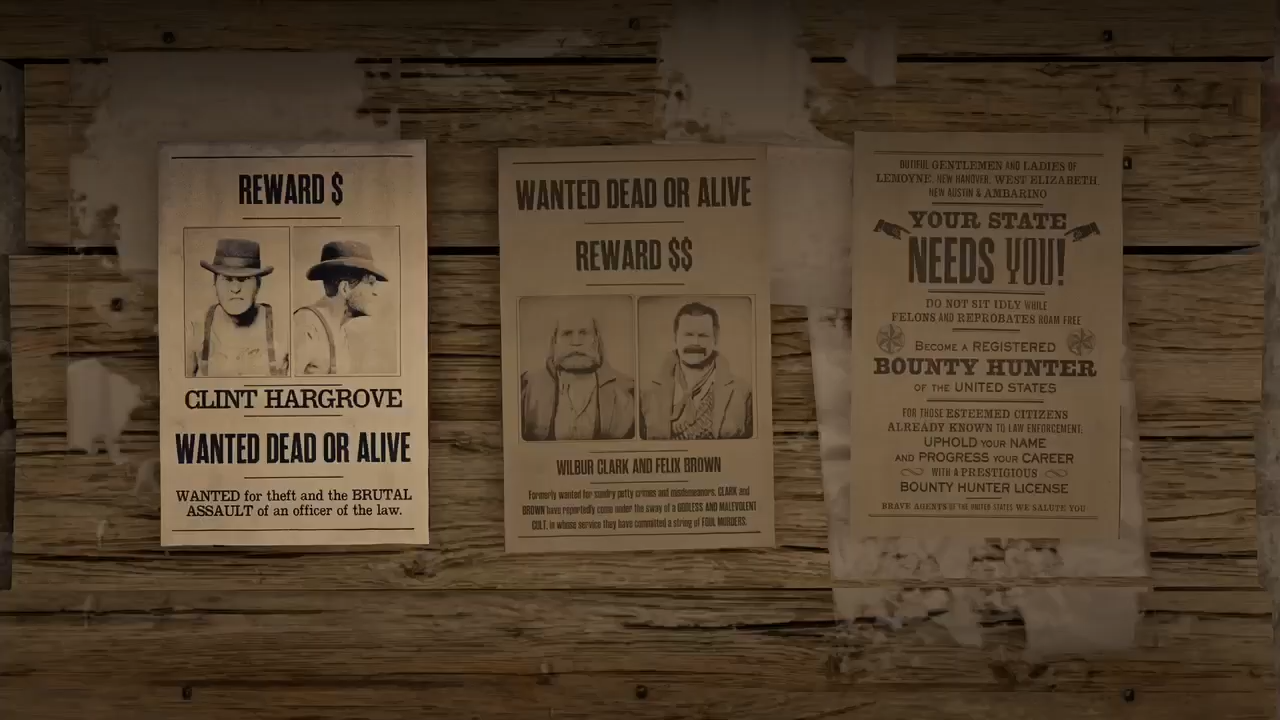 REWARD $
CLINT HARGROVE
WANTED DEAD OR ALIVE
WANTED for theft and the BRUTAL
ASSAULT of an officer of the law.
WANTED DEAD OR ALIVE
REWARD $$
WILBUR CLARK AND FELIX BROWN
Formerly wanted for sundry petty crimes and misdemeanors, CLARK and
BROWN have reportedly come under the sway of a GODLESS AND MALEVOLENT
CULT, in whose service they have committed a string of FOUL MURDERS.
DUTIFUL GENTLEMEN AND LADIES OF
LEMOYNE, NEW HANOVER, WEST ELIZABETH,
NEW AUSTIN & AMBARINO
YOUR STATE
NEEDS YOU!
DO NOT SIT IDLY WHILE
FELONS AND REPROBATES ROAM FREE
BECOME A REGISTERED
BOUNTY HUNTER
OF THE UNITED STATES
FOR THOSE ESTEEMED CITIZENS
ALREADY KNOWN TO LAW ENFORCEMENT:
UPHOLD YOUR NAME
AND PROGRESS YOUR CAREER
WITH A PRESTIGIOUS
BOUNTY HUNTER LICENSE
BRAVE AGENTS OF THE UNITED STATES WE SALUTE YOU